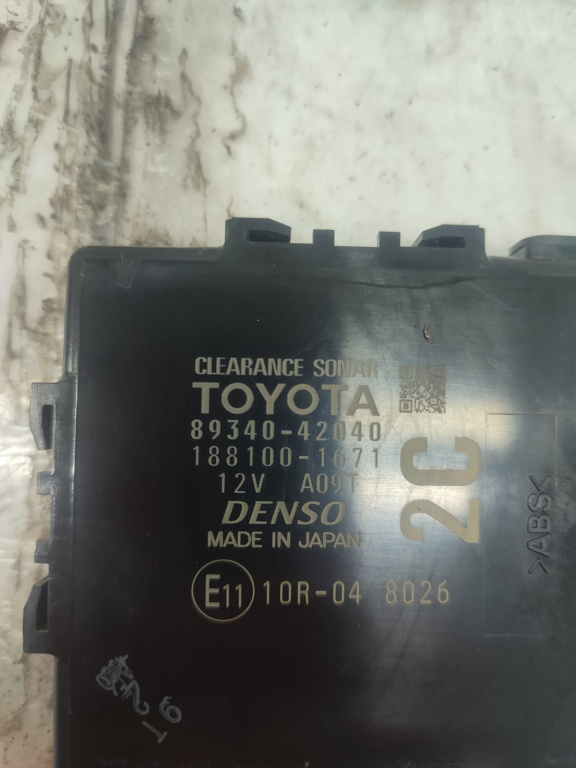 CLEARANCE SONAR
TOYOTA
89340-42040
188100-1671
12V A09T
DENSO
MADE IN JAPAN
2C
>ABS<
E11 10R-04 8026